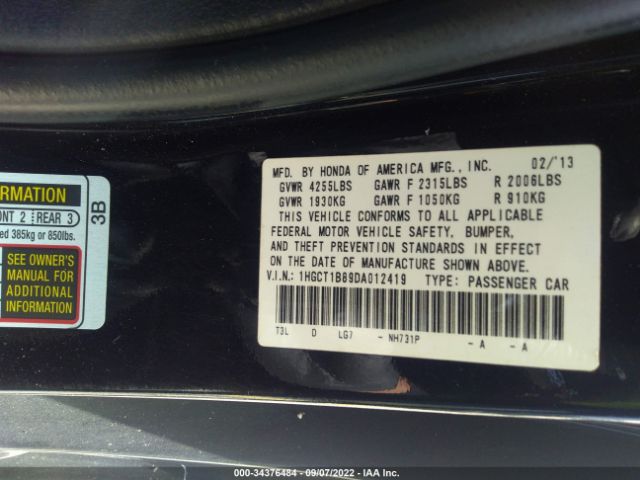 ORMATION
ONT 2 REAR 3
ed 385kg or 850lbs.
SEE OWNER'S
MANUAL FOR
ADDITIONAL
INFORMATION
3B
MFD. BY HONDA OF AMERICA MFG., INC. 02/'13
GVWR 4255LBS GAWR F 2315LBS R 2006LBS
GVWR 1930KG GAWR F 1050KG R 910KG
THIS VEHICLE CONFORMS TO ALL APPLICABLE
FEDERAL MOTOR VEHICLE SAFETY, BUMPER,
AND THEFT PREVENTION STANDARDS IN EFFECT
ON THE DATE OF MANUFACTURE SHOWN ABOVE.
V.I.N.: 1HGCT1B89DA012419 TYPE: PASSENGER CAR
T3L D LG7 - NH731P - A - A
000-34376484 - 09/07/2022 - IAA Inc.